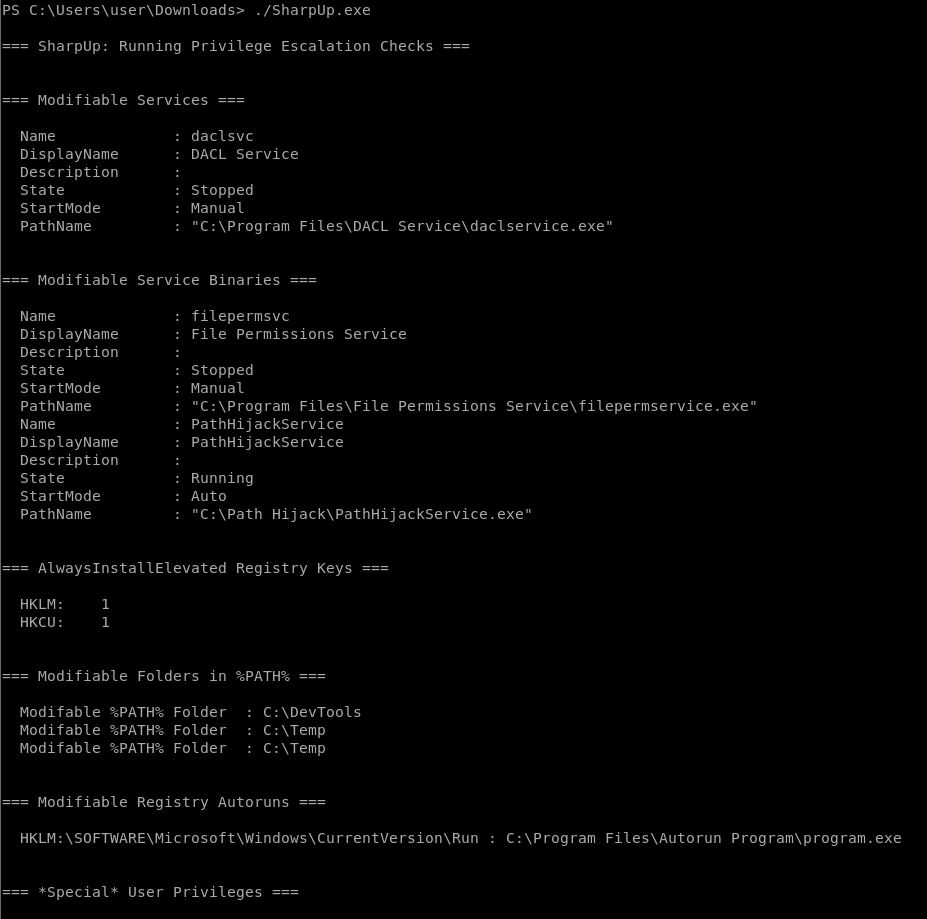 PS C:\Users\user\Downloads> ./SharpUp.exe
=== SharpUp: Running Privilege Escalation Checks ===
=== Modifiable Services ===
Name             : daclsvc
DisplayName      : DACL Service
Description      :
State            : Stopped
StartMode        : Manual
PathName         : "C:\Program Files\DACL Service\daclservice.exe"
=== Modifiable Service Binaries ===
Name             : filepermsvc
DisplayName      : File Permissions Service
Description      :
State            : Stopped
StartMode        : Manual
PathName         : "C:\Program Files\File Permissions Service\filepermservice.exe"
Name             : PathHijackService
DisplayName      : PathHijackService
Description      :
State            : Running
StartMode        : Auto
PathName         : "C:\Path Hijack\PathHijackService.exe"
=== AlwaysInstallElevated Registry Keys ===
HKLM:    1
HKCU:    1
=== Modifiable Folders in %PATH% ===
Modifable %PATH% Folder  : C:\DevTools
Modifable %PATH% Folder  : C:\Temp
Modifable %PATH% Folder  : C:\Temp
=== Modifiable Registry Autoruns ===
HKLM:\SOFTWARE\Microsoft\Windows\CurrentVersion\Run : C:\Program Files\Autorun Program\program.exe
=== *Special* User Privileges ===